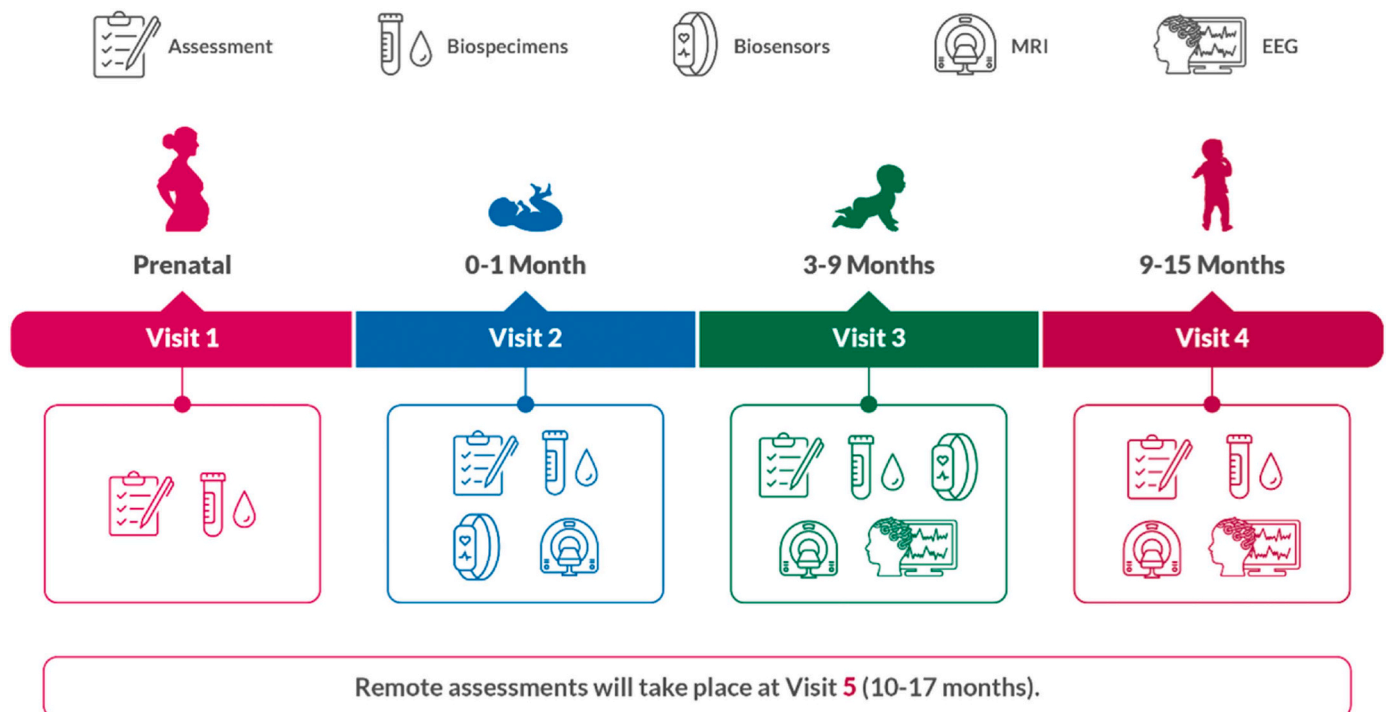 Assessment
Biospecimens
Biosensors
MRI
EEG
Prenatal
0-1 Month
3-9 Months
9-15 Months
Visit 1
Visit 2
Visit 3
Visit 4
Remote assessments will take place at Visit 5 (10-17 months).